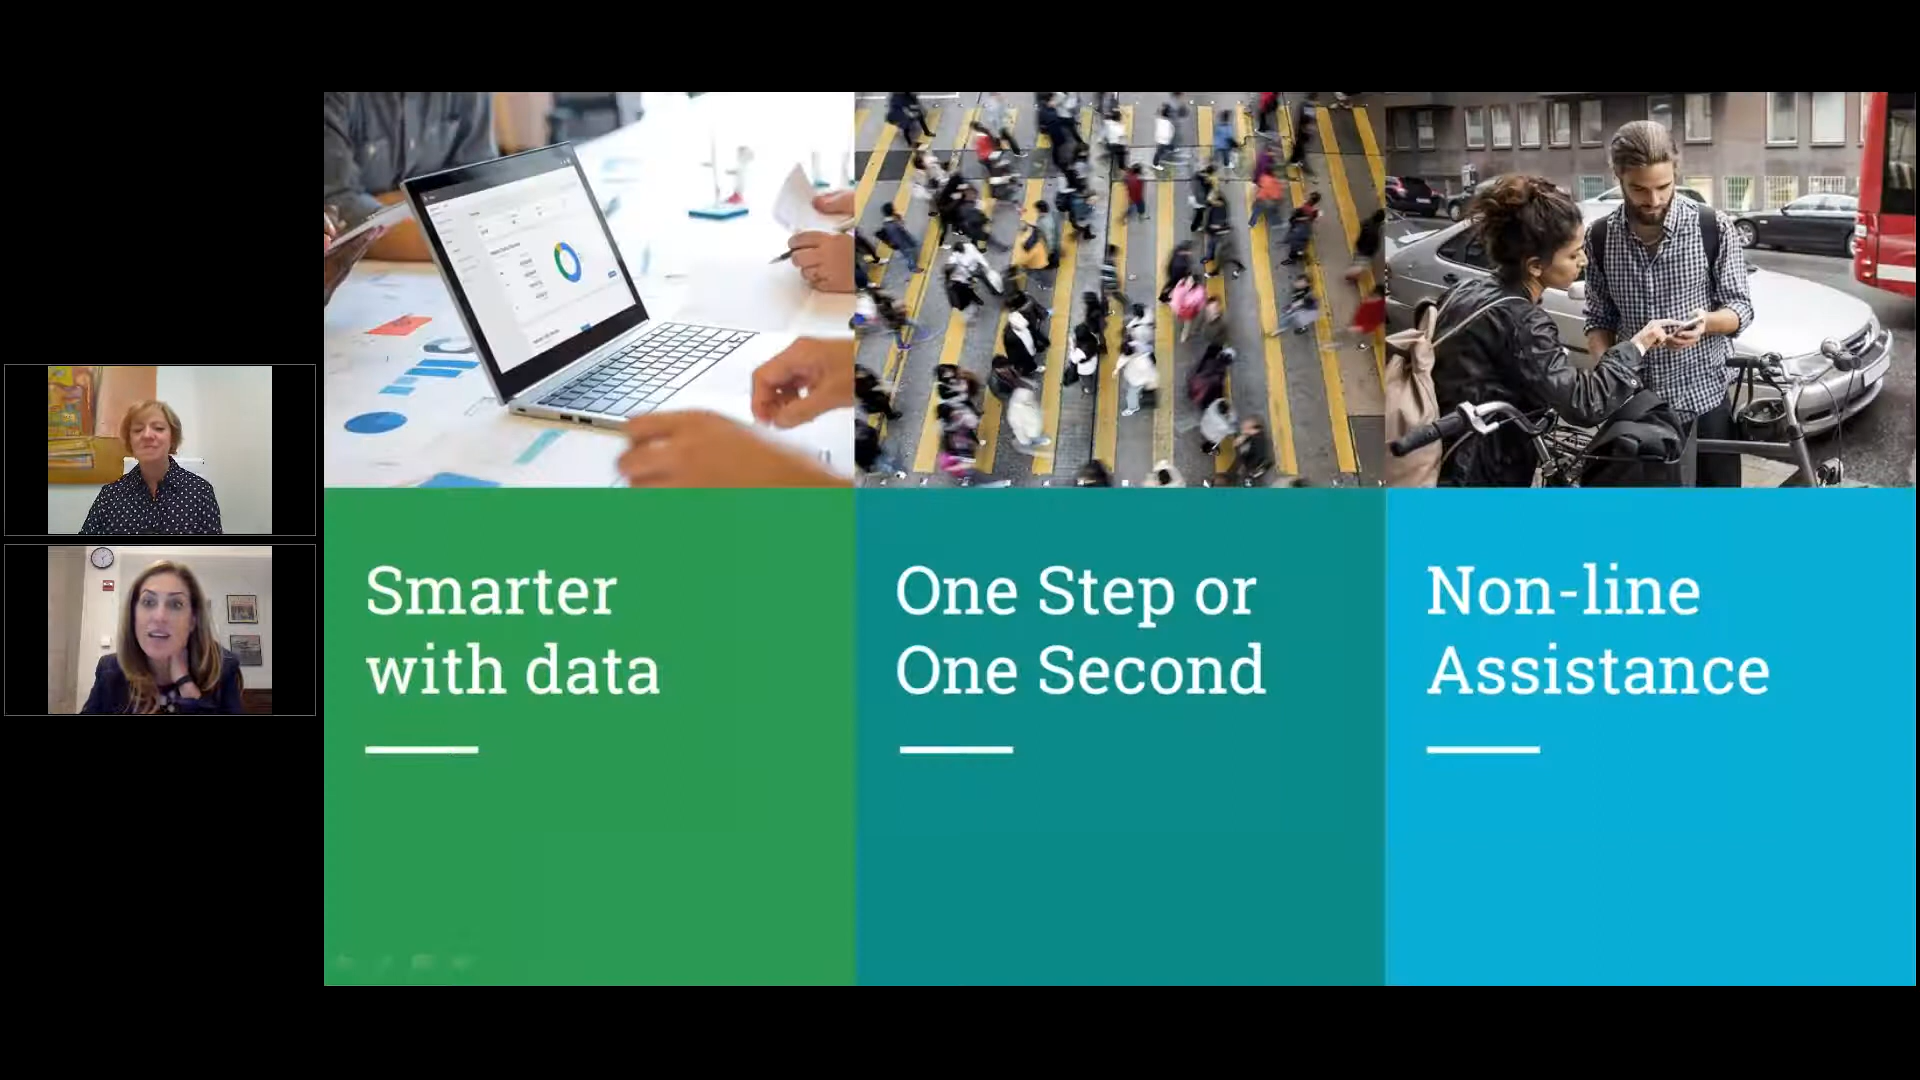 Smarter
with data
One Step or
One Second
Non-line
Assistance